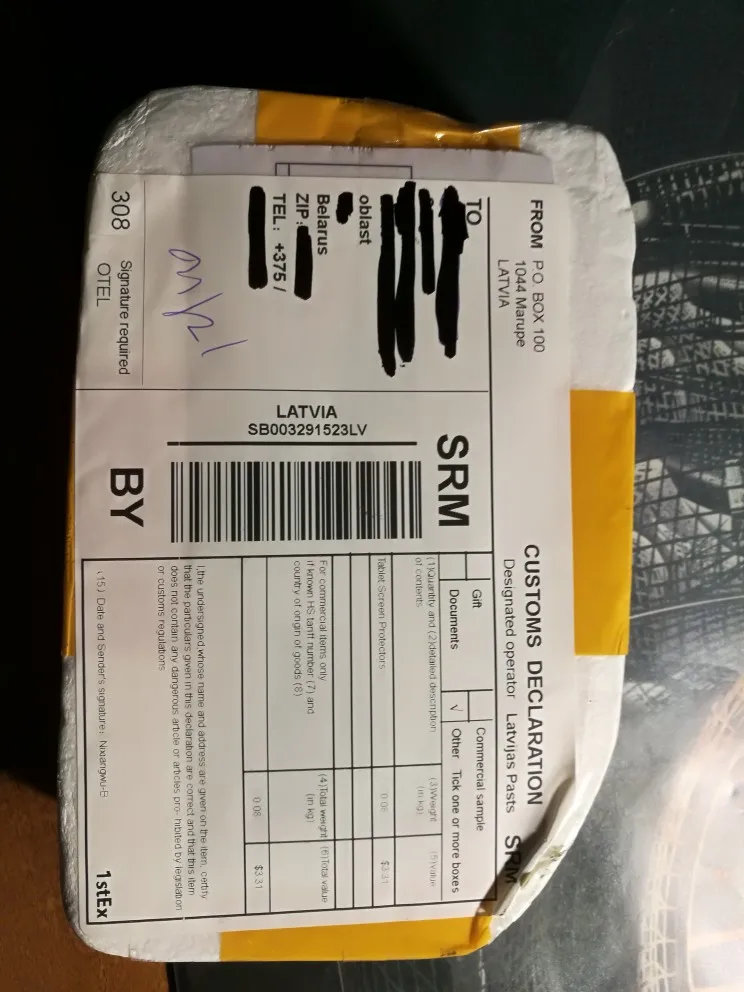 FROM P.O. BOX 100
1044 Marupe
LATVIA
CUSTOMS DECLARATION
Designated operator Latvijas Pasts
SRM
TO
oblast
Belarus
ZIP:
TEL: +375 /
308
Signature required
OTEL
SRM
LATVIA
SB003291523LV
BY
Gift
Commercial sample
Documents
√
Other Tick one or more boxes
(1)Quantity and (2)detailed description
of contents
(3)Weight
(in kg)
(5)Value
Tablet Screen Protectors
0.06
$3.31
For commercial items only
If known HS tariff number (7) and
country of origin of goods (8)
(4)Total weight
(in kg)
(6)Total value
0.06
$3.31
I,the undersigned,whose name and address are given on the item, certify
that the particulars given in this declaration are correct and that this item
does not contain any dangerous article or articles pro- hibited by legislation
or customs regulations
(15) Date and Sender's signature:
1stEx